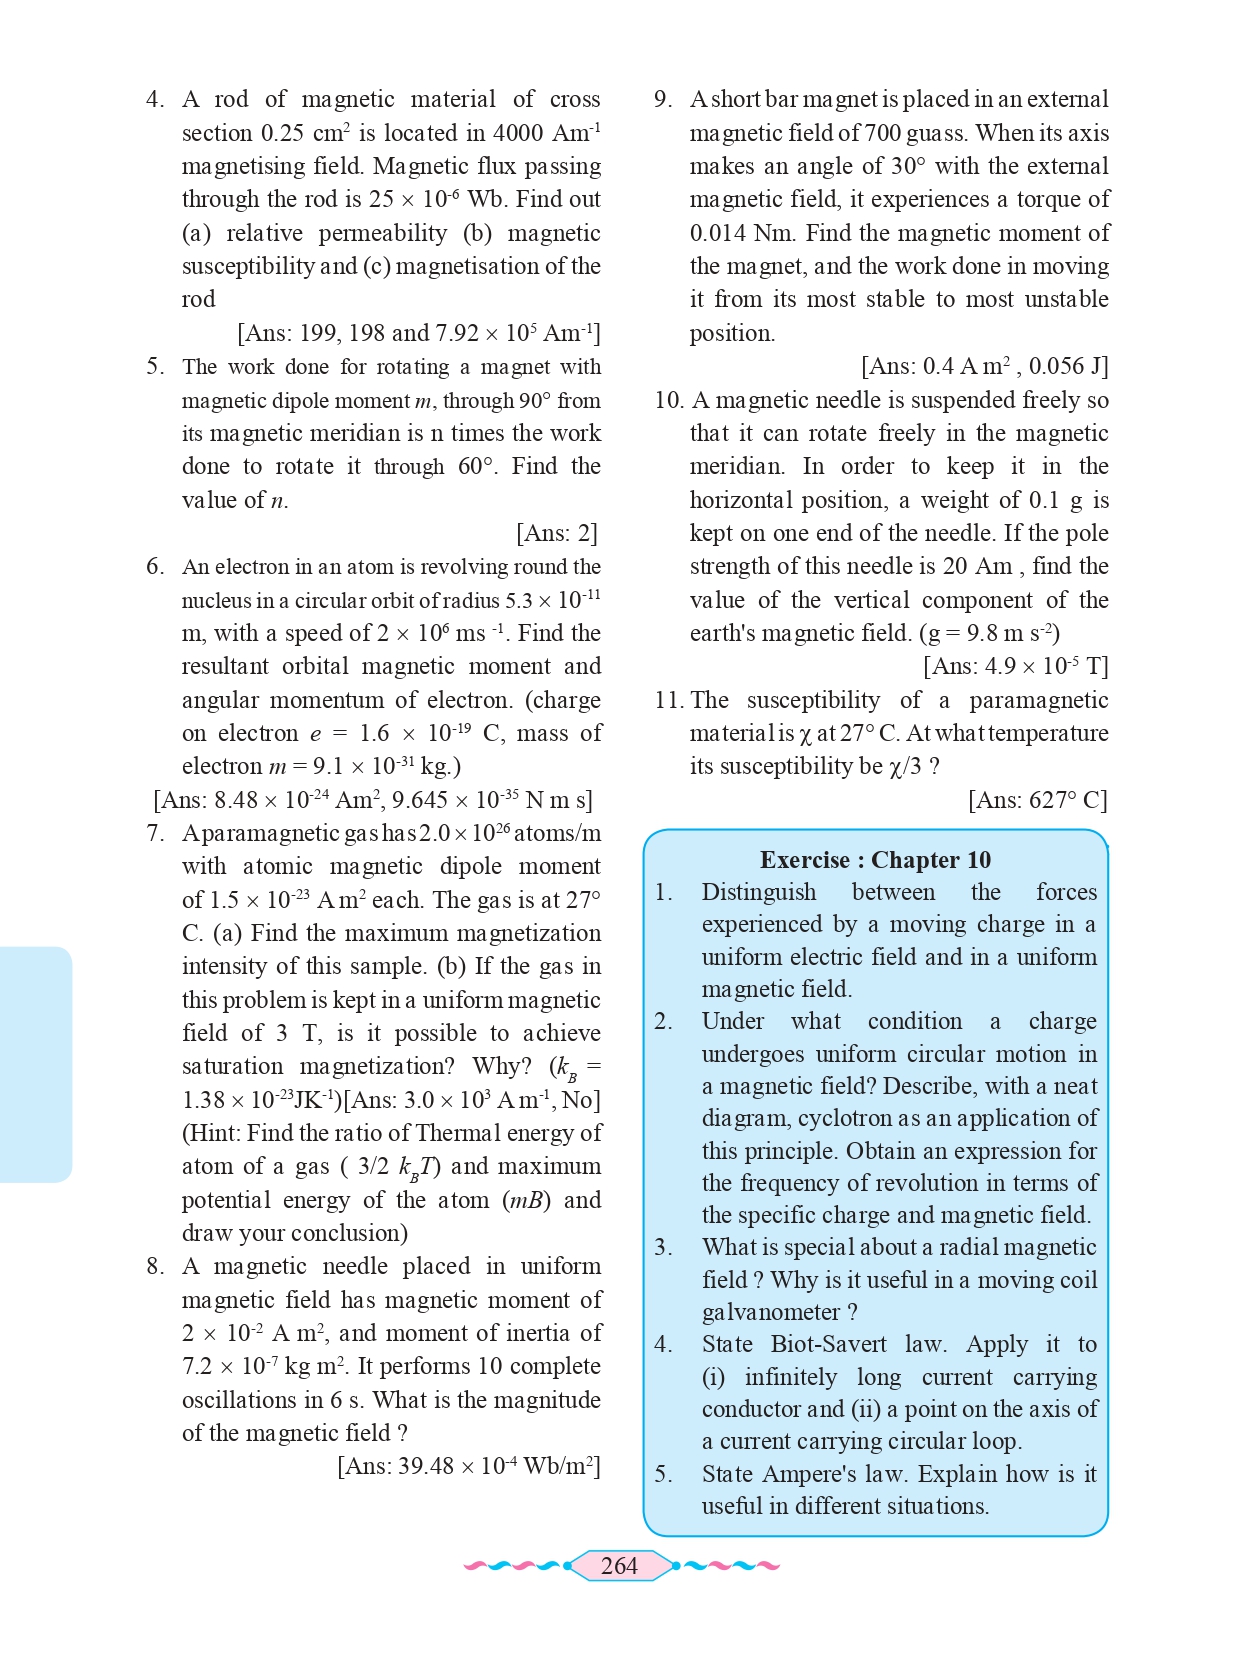 4. A rod of magnetic material of cross
section 0.25 cm² is located in 4000 Am⁻¹
magnetising field. Magnetic flux passing
through the rod is 25 × 10⁻⁶ Wb. Find out
(a) relative permeability (b) magnetic
susceptibility and (c) magnetisation of the
rod
[Ans: 199, 198 and 7.92 × 10⁵ Am⁻¹]
5. The work done for rotating a magnet with
magnetic dipole moment m, through 90° from
its magnetic meridian is n times the work
done to rotate it through 60°. Find the
value of n.
[Ans: 2]
6. An electron in an atom is revolving round the
nucleus in a circular orbit of radius 5.3 × 10⁻¹¹
m, with a speed of 2 × 10⁶ ms ⁻¹. Find the
resultant orbital magnetic moment and
angular momentum of electron. (charge
on electron e = 1.6 × 10⁻¹⁹ C, mass of
electron m = 9.1 × 10⁻³¹ kg.)
[Ans: 8.48 × 10⁻²⁴ Am², 9.645 × 10⁻³⁵ N m s]
7. A paramagnetic gas has 2.0 × 10²⁶ atoms/m
with atomic magnetic dipole moment
of 1.5 × 10⁻²³ A m² each. The gas is at 27°
C. (a) Find the maximum magnetization
intensity of this sample. (b) If the gas in
this problem is kept in a uniform magnetic
field of 3 T, is it possible to achieve
saturation magnetization? Why? (k_B =
1.38 × 10⁻²³JK⁻¹)[Ans: 3.0 × 10³ A m⁻¹, No]
(Hint: Find the ratio of Thermal energy of
atom of a gas ( 3/2 k_BT) and maximum
potential energy of the atom (mB) and
draw your conclusion)
8. A magnetic needle placed in uniform
magnetic field has magnetic moment of
2 × 10⁻² A m², and moment of inertia of
7.2 × 10⁻⁷ kg m². It performs 10 complete
oscillations in 6 s. What is the magnitude
of the magnetic field ?
[Ans: 39.48 × 10⁻⁴ Wb/m²]
9. A short bar magnet is placed in an external
magnetic field of 700 guass. When its axis
makes an angle of 30° with the external
magnetic field, it experiences a torque of
0.014 Nm. Find the magnetic moment of
the magnet, and the work done in moving
it from its most stable to most unstable
position.
[Ans: 0.4 A m² , 0.056 J]
10. A magnetic needle is suspended freely so
that it can rotate freely in the magnetic
meridian. In order to keep it in the
horizontal position, a weight of 0.1 g is
kept on one end of the needle. If the pole
strength of this needle is 20 Am , find the
value of the vertical component of the
earth's magnetic field. (g = 9.8 m s⁻²)
[Ans: 4.9 × 10⁻⁵ T]
11. The susceptibility of a paramagnetic
material is χ at 27° C. At what temperature
its susceptibility be χ/3 ?
[Ans: 627° C]
Exercise : Chapter 10
1. Distinguish between the forces
experienced by a moving charge in a
uniform electric field and in a uniform
magnetic field.
2. Under what condition a charge
undergoes uniform circular motion in
a magnetic field? Describe, with a neat
diagram, cyclotron as an application of
this principle. Obtain an expression for
the frequency of revolution in terms of
the specific charge and magnetic field.
3. What is special about a radial magnetic
field ? Why is it useful in a moving coil
galvanometer ?
4. State Biot-Savert law. Apply it to
(i) infinitely long current carrying
conductor and (ii) a point on the axis of
a current carrying circular loop.
5. State Ampere's law. Explain how is it
useful in different situations.
264